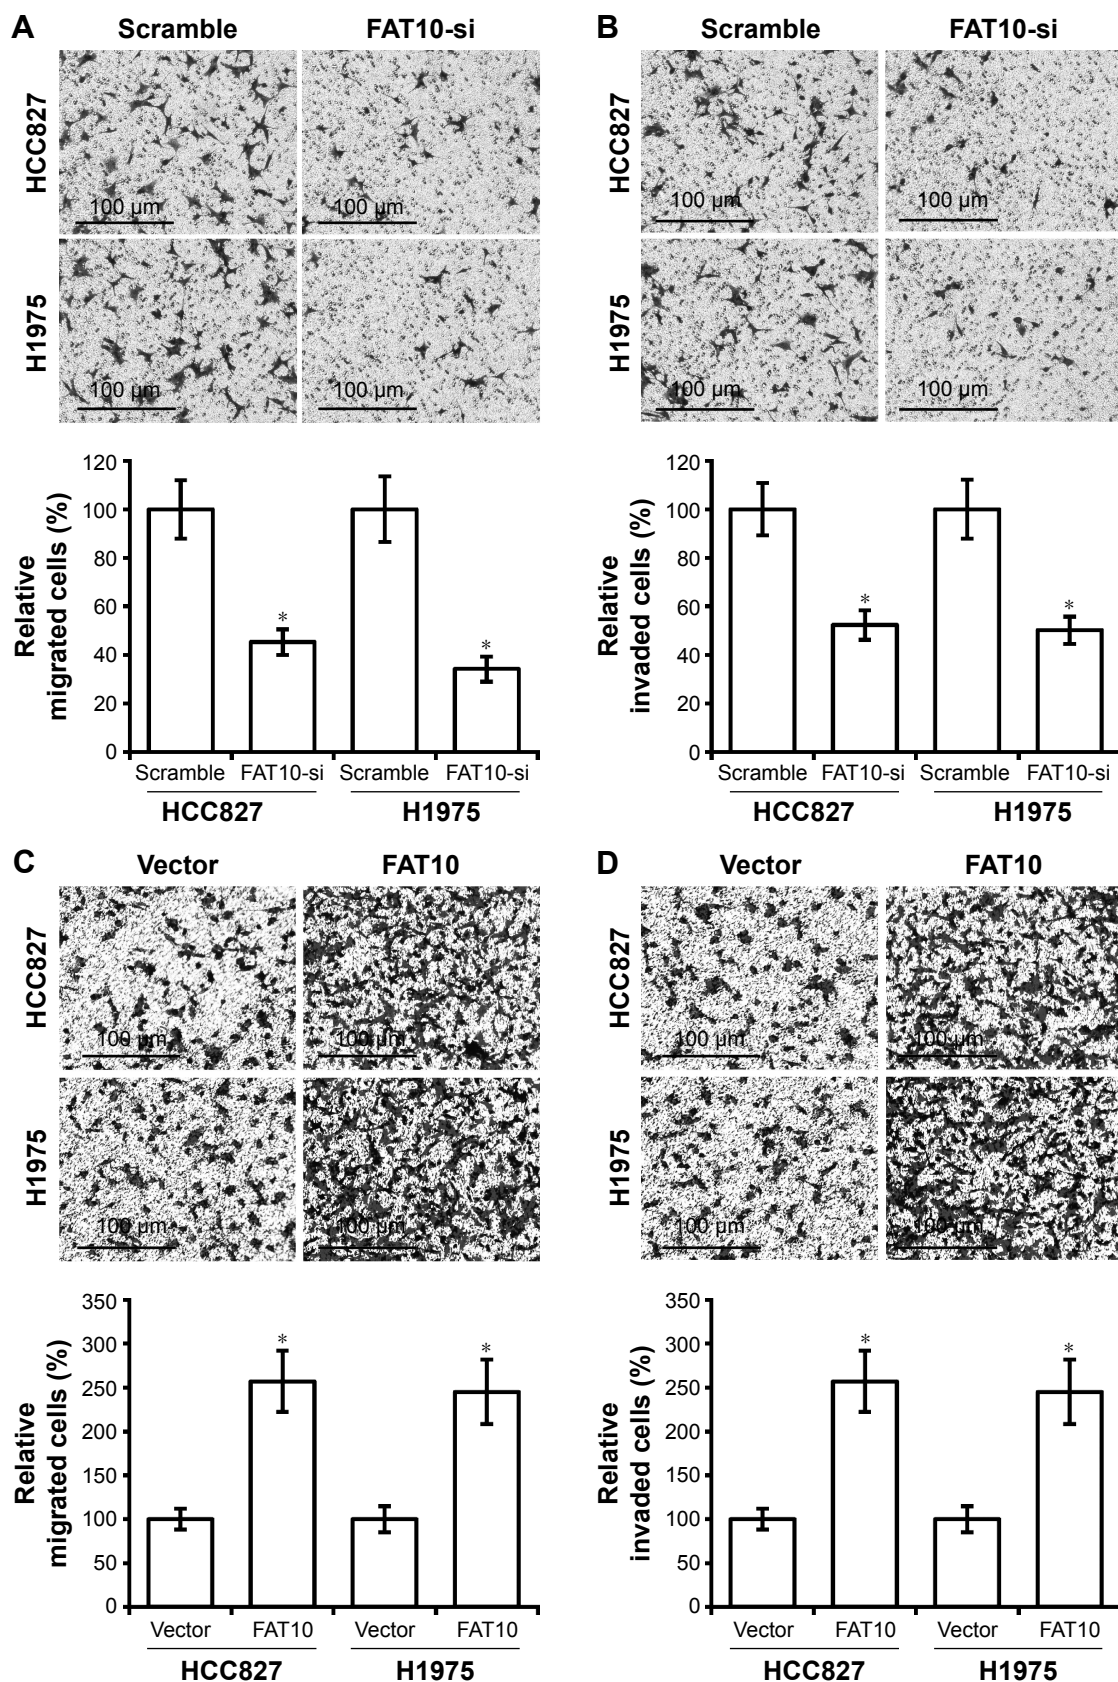 A
Scramble
FAT10-si
HCC827
100 µm
100 µm
H1975
100 µm
100 µm
Relative
migrated cells (%)
120
100
80
60
40
20
0
*
*
Scramble
FAT10-si
Scramble
FAT10-si
HCC827
H1975
B
Scramble
FAT10-si
HCC827
100 µm
100 µm
H1975
100 µm
100 µm
Relative
invaded cells (%)
120
100
80
60
40
20
0
*
*
Scramble
FAT10-si
Scramble
FAT10-si
HCC827
H1975
C
Vector
FAT10
HCC827
100 µm
100 µm
H1975
100 µm
100 µm
Relative
migrated cells (%)
350
300
250
200
150
100
50
0
*
*
Vector
FAT10
Vector
FAT10
HCC827
H1975
D
Vector
FAT10
HCC827
100 µm
100 µm
H1975
100 µm
100 µm
Relative
invaded cells (%)
350
300
250
200
150
100
50
0
*
*
Vector
FAT10
Vector
FAT10
HCC827
H1975